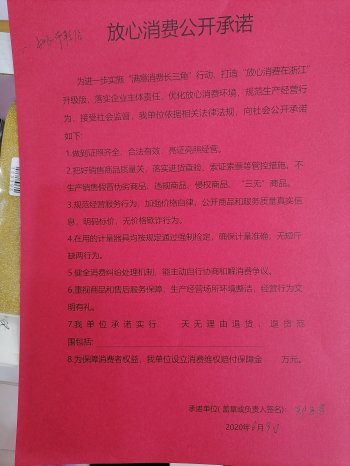 放心消费公开承诺
为进一步实施“满意消费长三角”行动，打造“放心消费在浙江”
升级版，落实企业主体责任，优化放心消费环境，规范生产经营行
为，接受社会监督，我单位依据相关法律法规，向社会公开承诺
如下：
1.做到证照齐全、合法有效，亮证亮照经营。
2.把好销售商品质量关，落实进货查验、索证索票等管控措施，不
生产销售假冒伪劣商品、违规商品、侵权商品、“三无”商品。
3.规范经营服务行为，加强价格自律，公开商品和服务质量真实信
息，明码标价，无价格欺诈行为。
4.在用的计量器具均按规定通过强制检定，确保计量准确，无短斤
缺两行为。
5.健全消费纠纷处理机制，能主动自行协商和解消费争议。
6.重视商品和售后服务保障，生产经营场所环境整洁，经营行为文
明有礼。
7.我单位承诺实行 天无理由退货，退货范
围包括：
8.为保障消费者权益，我单位设立消费维权赔付保障金 万元。
承诺单位(盖章或负责人签名)：
2020年 月 日